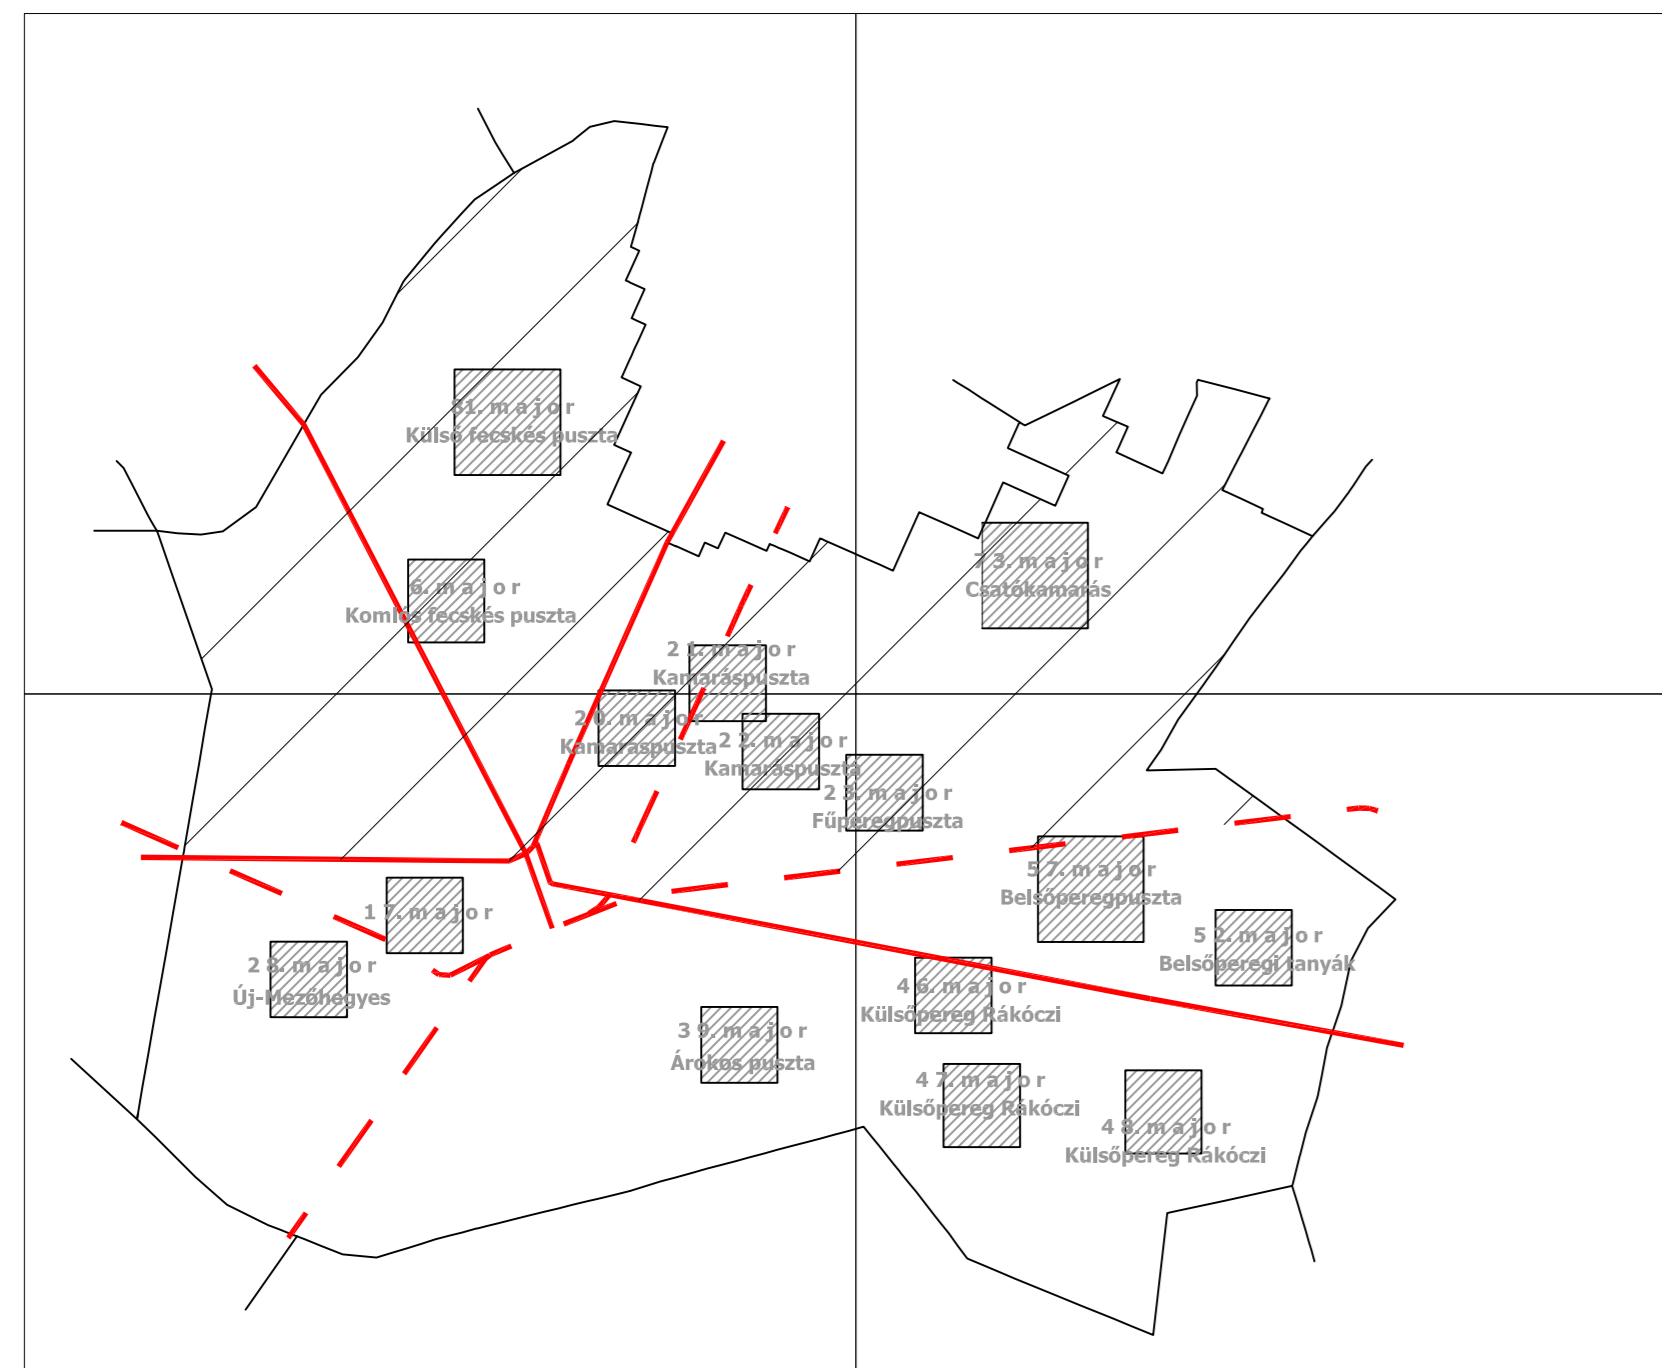 81. major
Külső fecskés puszta
73. major
Csatókamarás
6. major
Komlós fecskés puszta
21. major
Kamaráspuszta
20. major
Kamaráspuszta
22. major
Kamaráspuszta
23. major
Fűperegpuszta
57. major
Belsőperegpuszta
17. major
52. major
Belsőperegi tanyák
28. major
Új-Mezőhegyes
46. major
Külsőpereg Rákóczi
39. major
Árokos puszta
47. major
Külsőpereg Rákóczi
48. major
Külsőpereg Rákóczi